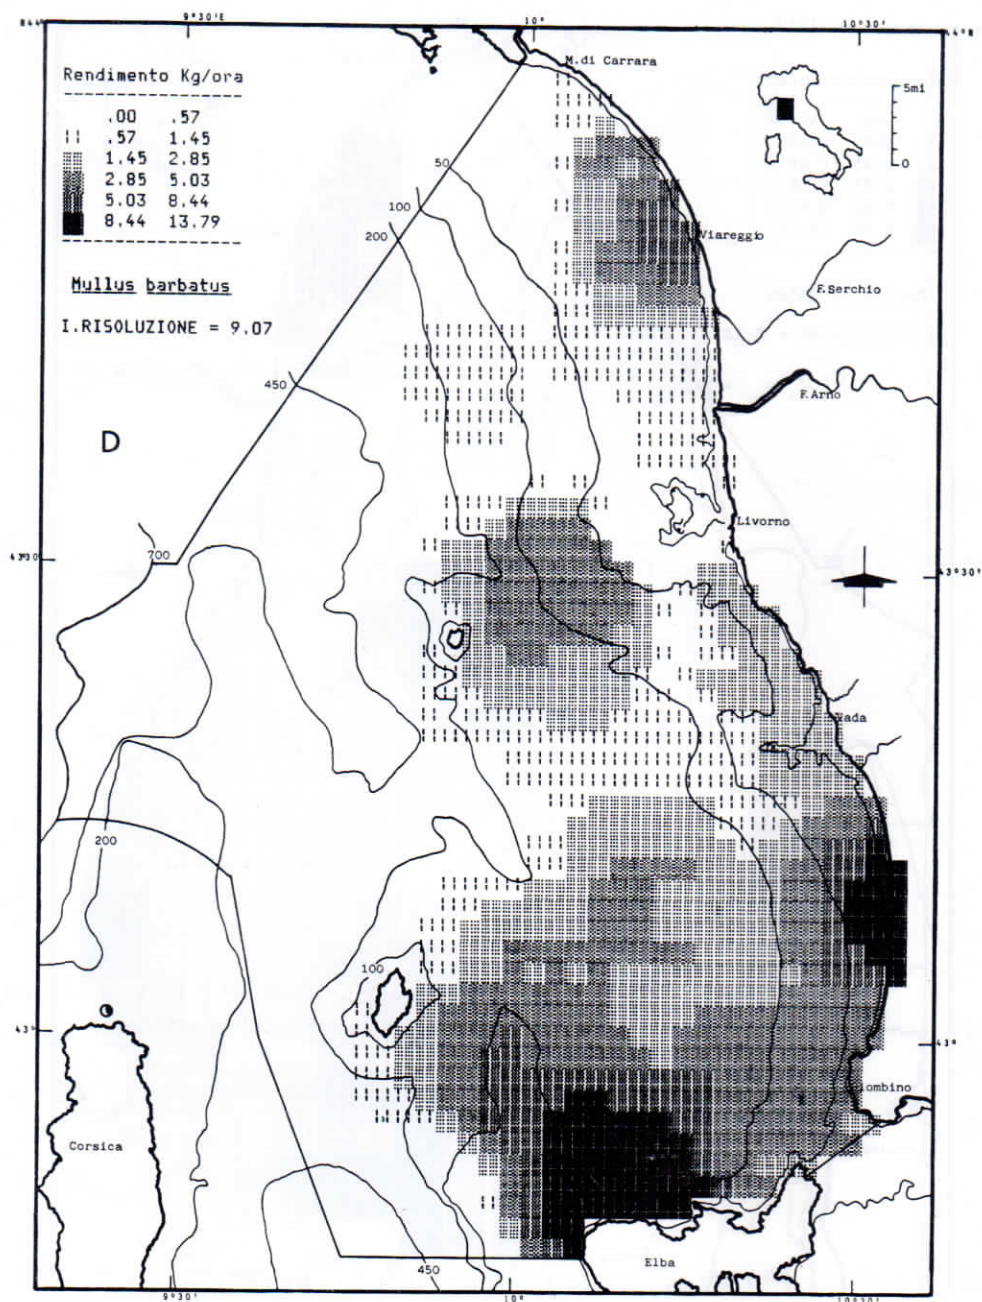 9°30'E
10°
10°30'
44°N
M.di Carrara
Rendimento Kg/ora
.00 .57
.57 1.45
1.45 2.85
2.85 5.03
5.03 8.44
8.44 13.79
5mi
0
50
100
200
Viareggio
Mullus barbatus
F.Serchio
I.RISOLUZIONE = 9.07
450
F.Arno
D
Livorno
43°30'
700
43°30'
200
100
43°
Corsica
Elba
450
9°30'
10°
10°30'